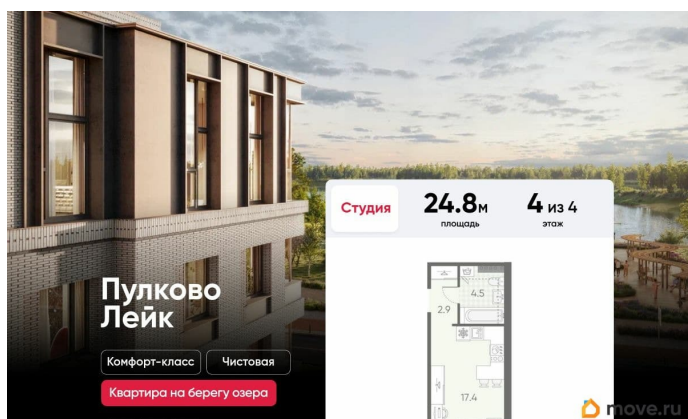 Студия
24.8м
площадь
4 из 4
этаж
4.5
2.9
17.4
Пулково
Лейк
Комфорт-класс
Чистовая
Квартира на берегу озера
move.ru